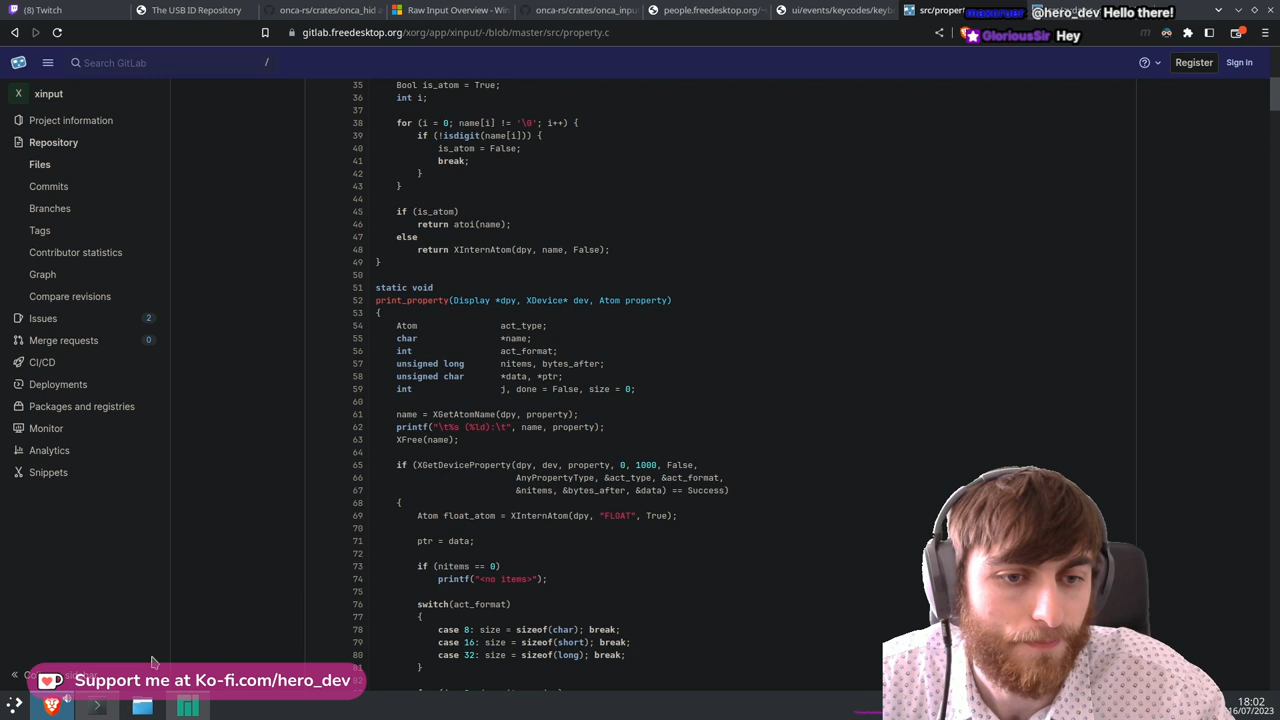 (3) Twitch
The USB ID Repository
onca-rs/crates/onca_hid
Raw Input Overview - Win
onca-rs/crates/onca_inpu
people.freedesktop.org/
ui/events/keycodes/keyb
src/proper
maxorger @hero_dev Hello there!
GloriousSir Hey
gitlab.freedesktop.org/xorg/app/xinput/-/blob/master/src/property.c
Search GitLab
/
Register
Sign in
X xinput
Project information
Repository
Files
Commits
Branches
Tags
Contributor statistics
Graph
Compare revisions
Issues 2
Merge requests 0
CI/CD
Deployments
Packages and registries
Monitor
Analytics
Snippets
35 Bool is_atom = True;
36 int i;
37
38 for (i = 0; name[i] != '\0'; i++) {
39 if (!isdigit(name[i])) {
40 is_atom = False;
41 break;
42 }
43 }
44
45 if (is_atom)
46 return atoi(name);
47 else
48 return XInternAtom(dpy, name, False);
49 }
50
51 static void
52 print_property(Display *dpy, XDevice* dev, Atom property)
53 {
54 Atom act_type;
55 char *name;
56 int act_format;
57 unsigned long nitems, bytes_after;
58 unsigned char *data, *ptr;
59 int j, done = False, size = 0;
60
61 name = XGetAtomName(dpy, property);
62 printf("\t%s (%ld):\t", name, property);
63 XFree(name);
64
65 if (XGetDeviceProperty(dpy, dev, property, 0, 1000, False,
66 AnyPropertyType, &act_type, &act_format,
67 &nitems, &bytes_after, &data) == Success)
68 {
69 Atom float_atom = XInternAtom(dpy, "FLOAT", True);
70
71 ptr = data;
72
73 if (nitems == 0)
74 printf("<no items>");
75
76 switch(act_format)
77 {
78 case 8: size = sizeof(char); break;
79 case 16: size = sizeof(short); break;
80 case 32: size = sizeof(long); break;
81 }
Support me at Ko-fi.com/hero_dev
18:02
16/07/2023